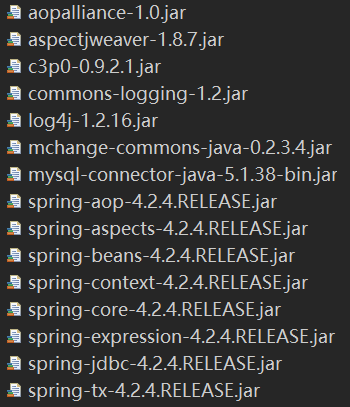 aopalliance-1.0.jar
aspectjweaver-1.8.7.jar
c3p0-0.9.2.1.jar
commons-logging-1.2.jar
log4j-1.2.16.jar
mchange-commons-java-0.2.3.4.jar
mysql-connector-java-5.1.38-bin.jar
spring-aop-4.2.4.RELEASE.jar
spring-aspects-4.2.4.RELEASE.jar
spring-beans-4.2.4.RELEASE.jar
spring-context-4.2.4.RELEASE.jar
spring-core-4.2.4.RELEASE.jar
spring-expression-4.2.4.RELEASE.jar
spring-jdbc-4.2.4.RELEASE.jar
spring-tx-4.2.4.RELEASE.jar